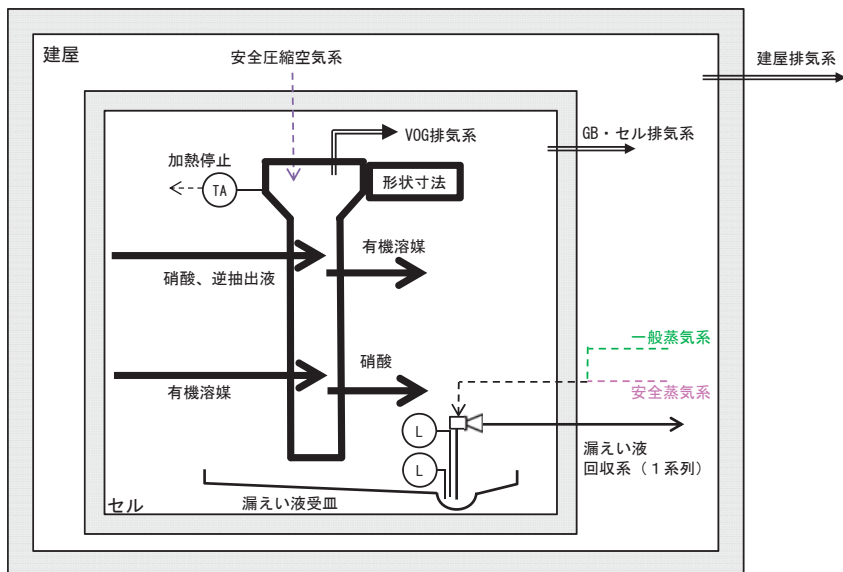 建屋
安全圧縮空気系
建屋排気系
VOG排気系
GB・セル排気系
加熱停止
TA
形状寸法
有機溶媒
硝酸、逆抽出液
一般蒸気系
硝酸
有機溶媒
安全蒸気系
L
漏えい液
回収系（１系列）
L
セル
漏えい液受皿